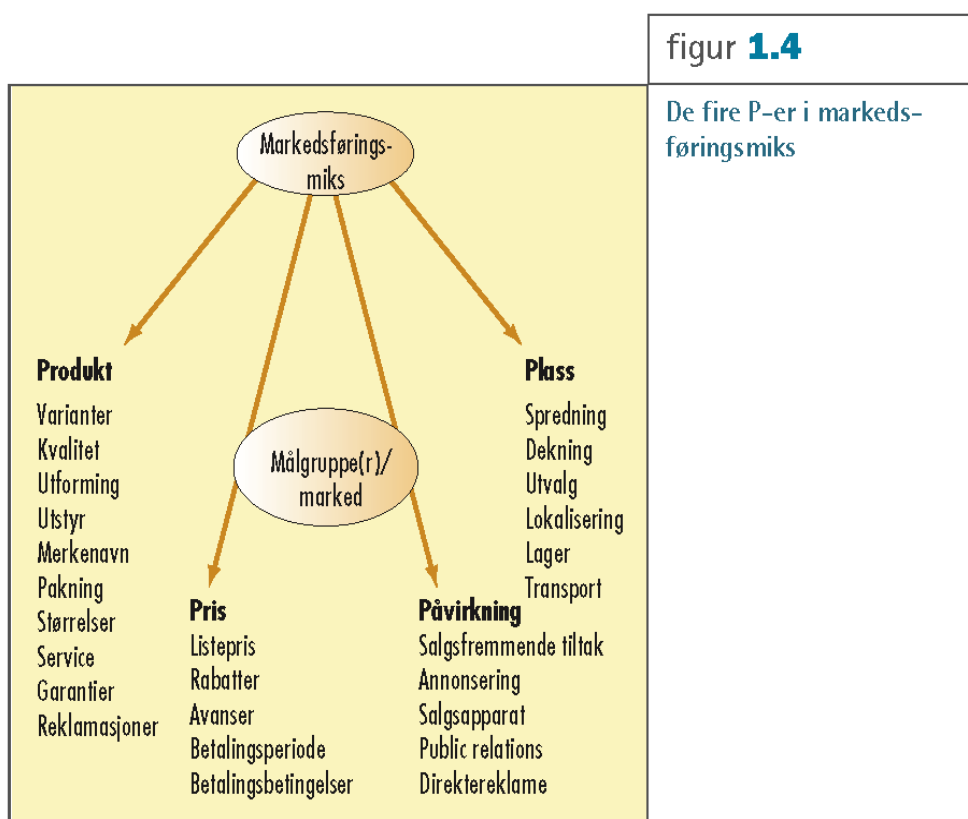 figur 1.4
De fire P-er i markeds-
føringsmiks
Markedsførings-
miks
Målgruppe(r)/
marked
Produkt
Varianter
Kvalitet
Utforming
Utstyr
Merkenavn
Pakning
Størrelser
Service
Garantier
Reklamasjoner
Pris
Listepris
Rabatter
Avanser
Betalingsperiode
Betalingsbetingelser
Påvirkning
Salgsfremmende tiltak
Annonsering
Salgsapparat
Public relations
Direktereklame
Plass
Spredning
Dekning
Utvalg
Lokalisering
Lager
Transport